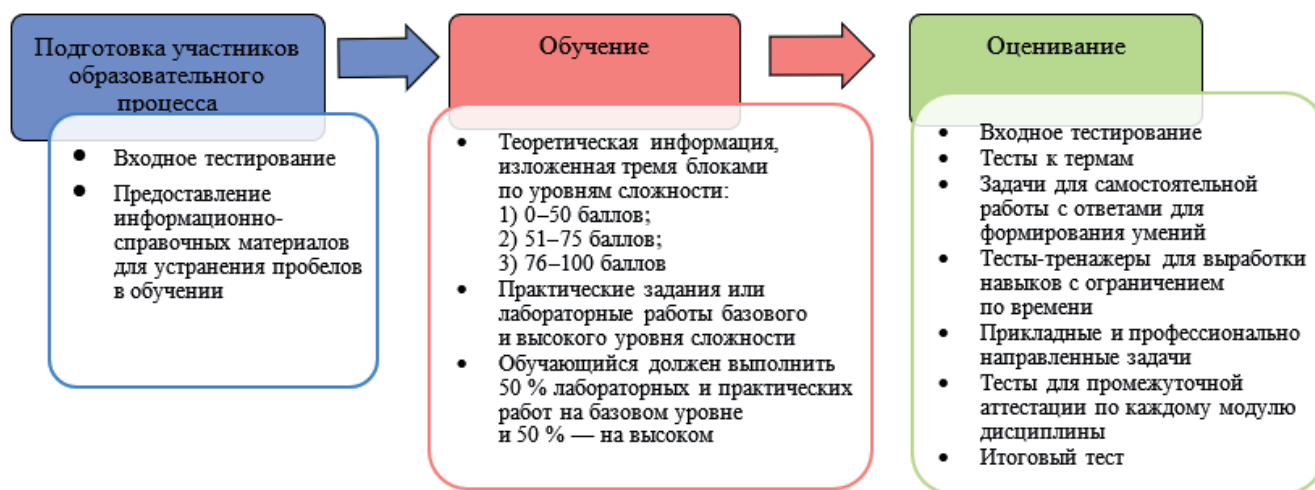 Подготовка участников
образовательного
процесса
Входное тестирование
Предоставление
информационно-
справочных материалов
для устранения пробелов
в обучении
Обучение
Теоретическая информация,
изложенная тремя блоками
по уровням сложности:
1) 0–50 баллов;
2) 51–75 баллов;
3) 76–100 баллов
Практические задания или
лабораторные работы базового
и высокого уровня сложности
Обучающийся должен выполнить
50 % лабораторных и практических
работ на базовом уровне
и 50 % — на высоком
Оценивание
Входное тестирование
Тесты к термам
Задачи для самостоятельной
работы с ответами для
формирования умений
Тесты-тренажеры для выработки
навыков с ограничением
по времени
Прикладные и профессионально
направленные задачи
Тесты для промежуточной
аттестации по каждому модулю
дисциплины
Итоговый тест